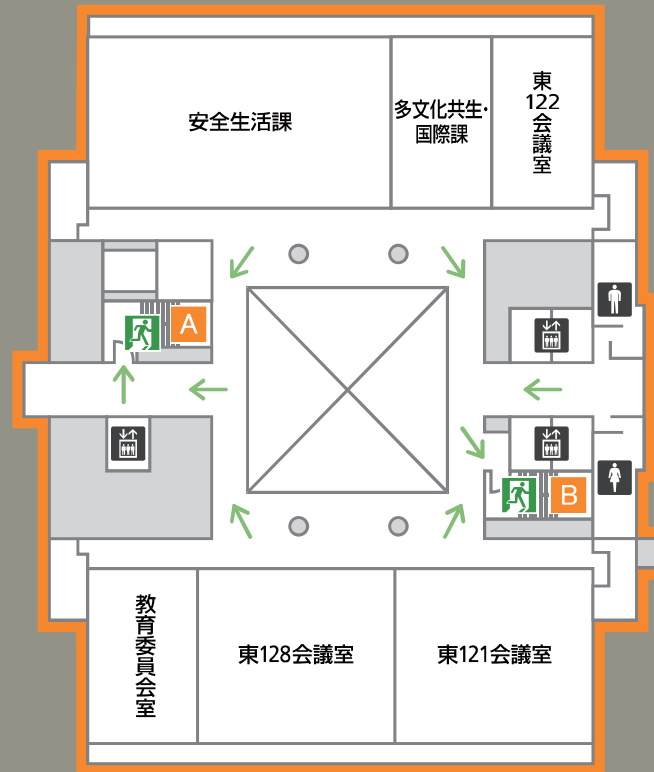 安全生活課
多文化共生・
国際課
東
122
会
議
室
A
B
教
育
委
員
会
室
東128会議室
東121会議室